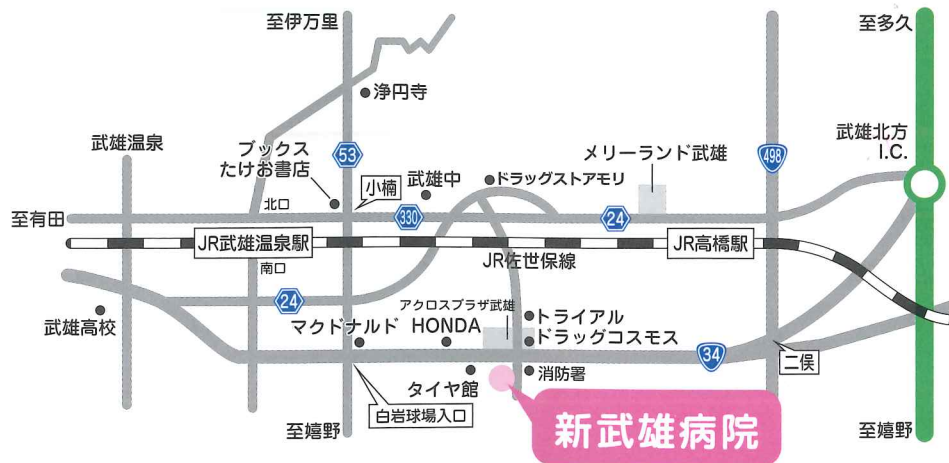 至伊万里
至多久
浄円寺
武雄温泉
ブックス
たけお書店
53
小楠
武雄中
ドラッグストアモリ
メリーランド武雄
498
武雄北方
I.C.
至有田
北口
330
24
JR武雄温泉駅
JR佐世保線
JR高橋駅
南口
24
武雄高校
マクドナルド
HONDA
アクロスプラザ武雄
トライアル
ドラッグコスモス
34
二俣
タイヤ館
消防署
白岩球場入口
新武雄病院
至嬉野
至嬉野